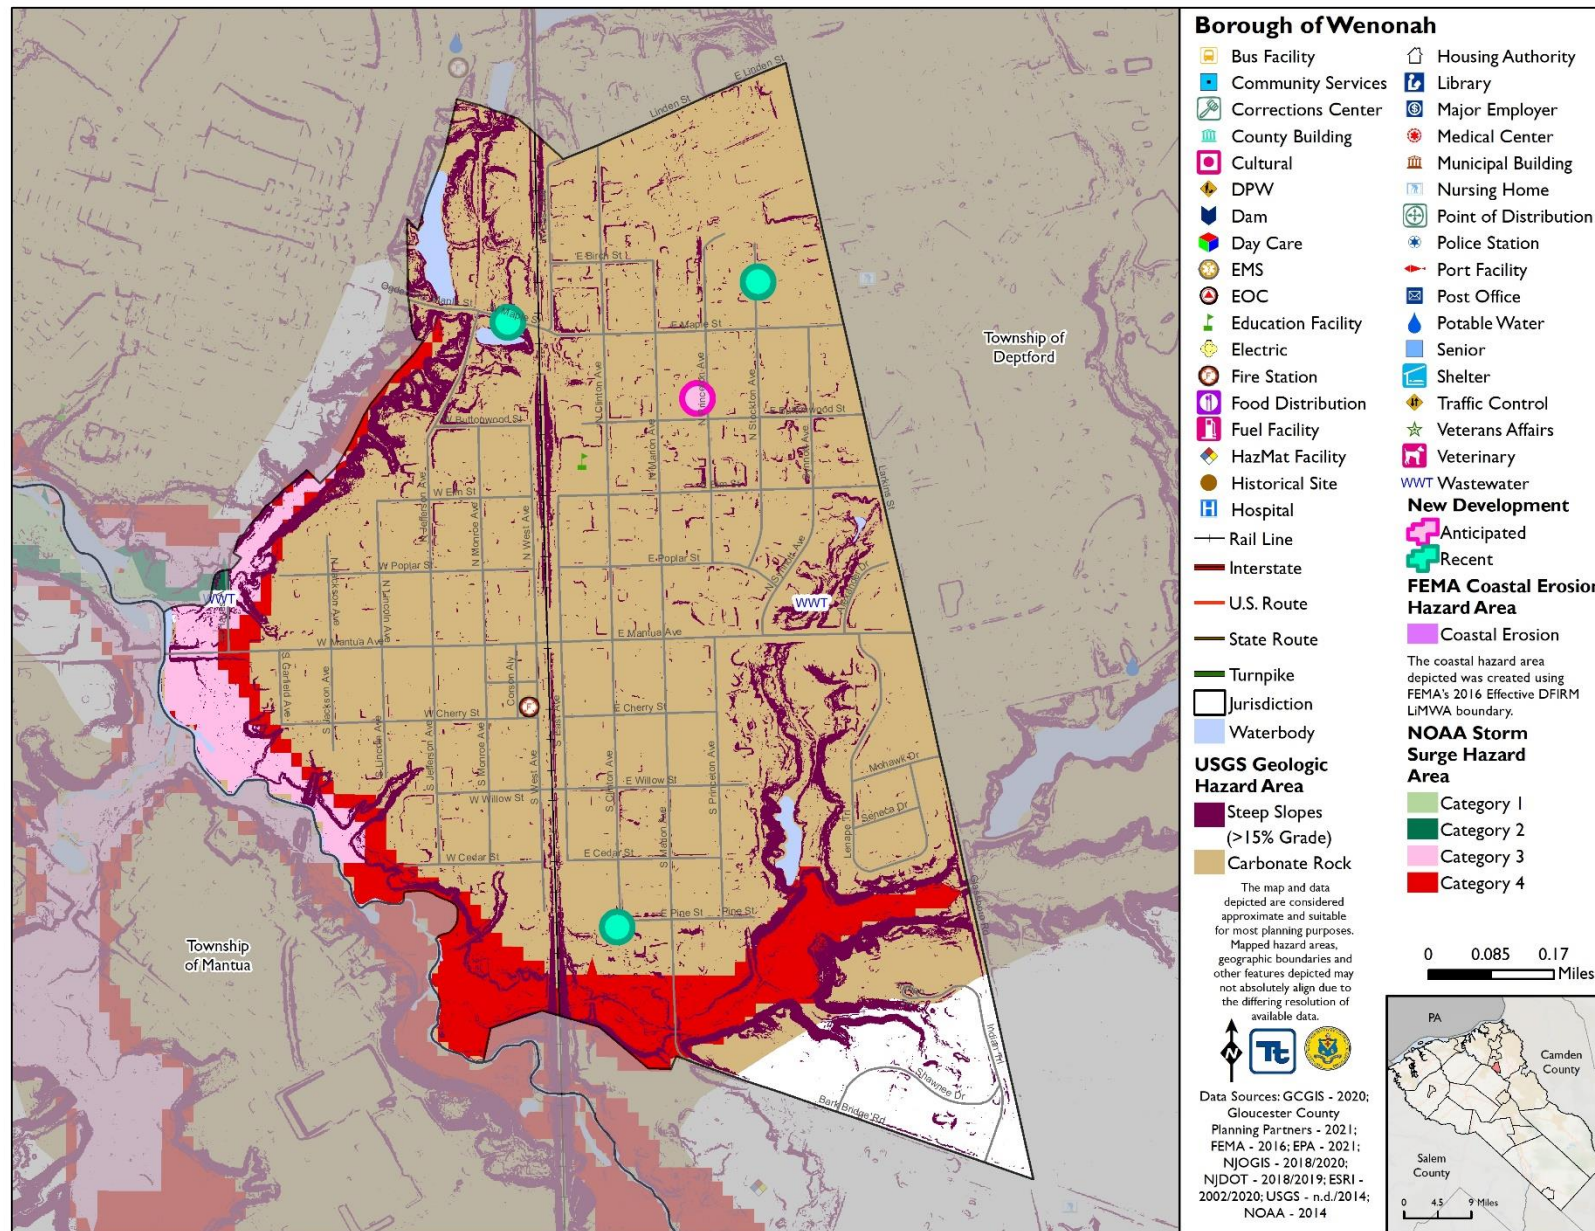 Borough of Wenonah
Bus Facility
Community Services
Corrections Center
County Building
Cultural
DPW
Dam
Day Care
EMS
EOC
Education Facility
Electric
Fire Station
Food Distribution
Fuel Facility
HazMat Facility
Historical Site
Hospital
Rail Line
Interstate
U.S. Route
State Route
Turnpike
Jurisdiction
Waterbody
USGS Geologic
Hazard Area
Steep Slopes
(>15% Grade)
Carbonate Rock
The map and data
depicted are considered
approximate and suitable
for most planning purposes.
Mapped hazard areas,
geographic boundaries and
other features depicted may
not absolutely align due to
the differing resolution of
available data.
N
Tt
Data Sources: GCGIS - 2020;
Gloucester County
Planning Partners - 2021;
FEMA - 2016; EPA - 2021;
NJOGIS - 2018/2020;
NJDOT - 2018/2019; ESRI -
2002/2020; USGS - n.d./2014;
NOAA - 2014
Housing Authority
Library
Major Employer
Medical Center
Municipal Building
Nursing Home
Point of Distribution
Police Station
Port Facility
Post Office
Potable Water
Senior
Shelter
Traffic Control
Veterans Affairs
Veterinary
WWT Wastewater
New Development
Anticipated
Recent
FEMA Coastal Erosion
Hazard Area
Coastal Erosion
The coastal hazard area
depicted was created using
FEMA's 2016 Effective DFIRM
LiMWA boundary.
NOAA Storm
Surge Hazard
Area
Category 1
Category 2
Category 3
Category 4
0 0.085 0.17
Miles
PA
Camden
County
Salem
County
0 4.5 9 Miles
Township of
Deptford
Township
of Mantua
WWT
WWT
E Linden St
Linden St
E Birch St
E Maple St
W Buttonwood St
N Clinton Ave
N Marion Ave
N Stockton Ave
Larkins St
W Elm St
N Jefferson Ave
N Monroe Ave
N West Ave
W Poplar St
E Poplar St
N Jackson Ave
N Lincoln Ave
W Mantua Ave
E Mantua Ave
S Garfield Ave
S Jackson Ave
Corson Aly
W Cherry St
E Cherry St
S Lincoln Ave
S Jefferson Ave
S Monroe Ave
S West Ave
S East Ave
S Clinton Ave
S Princeton Ave
E Willow St
W Willow St
Mohawk Dr
Seneca Dr
Lenape Trl
W Cedar St
E Cedar St
S Marion Ave
E Pine St
Pine St
Indian Ln
Shawnee Dr
Bark Bridge Rd